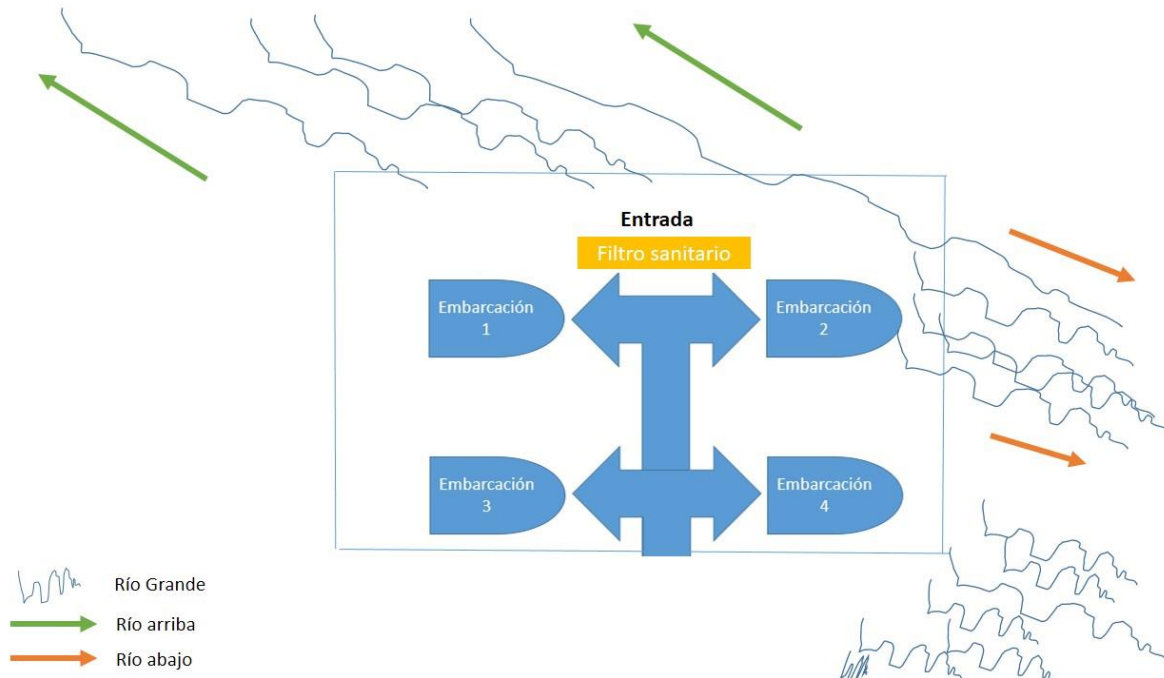 Entrada
Filtro sanitario
Embarcación
1
Embarcación
2
Embarcación
3
Embarcación
4
Río Grande
Río arriba
Río abajo